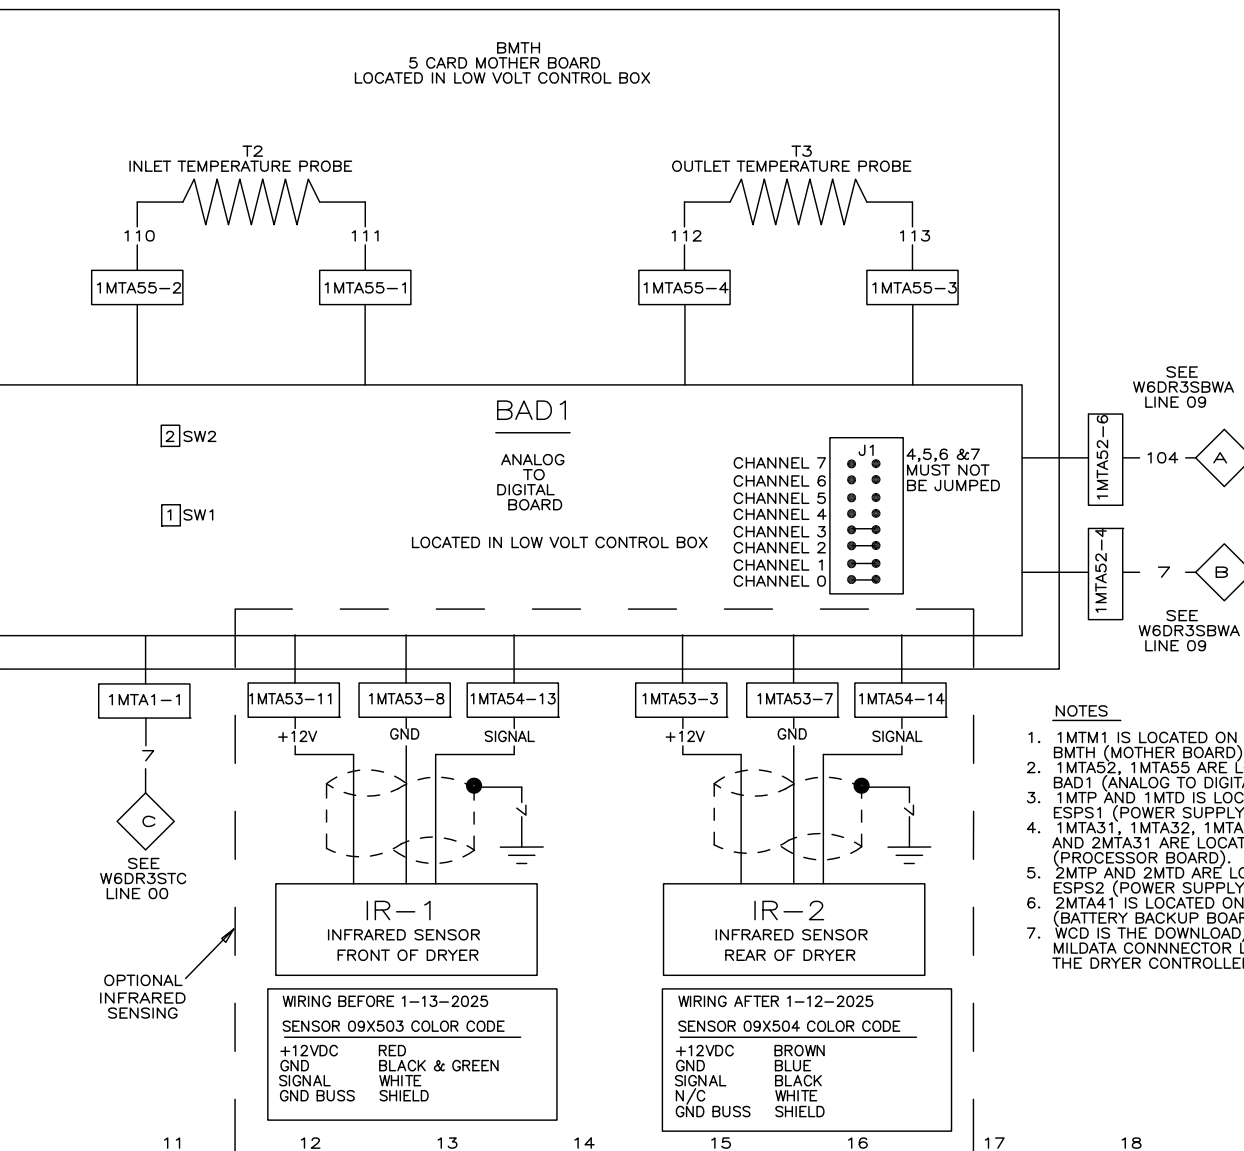 BMTH
5 CARD MOTHER BOARD
LOCATED IN LOW VOLT CONTROL BOX
T2
INLET TEMPERATURE PROBE
T3
OUTLET TEMPERATURE PROBE
110
111
112
113
1MTA55-2
1MTA55-1
1MTA55-4
1MTA55-3
SEE
W6DR3SBWA
LINE 09
2 SW2
1 SW1
BAD1
ANALOG
TO
DIGITAL
BOARD
LOCATED IN LOW VOLT CONTROL BOX
J1
CHANNEL 7
CHANNEL 6
CHANNEL 5
CHANNEL 4
CHANNEL 3
CHANNEL 2
CHANNEL 1
CHANNEL 0
4,5,6 &7
MUST NOT
BE JUMPED
1MTA52-6
104
A
1MTA52-4
7
B
SEE
W6DR3SBWA
LINE 09
1MTA1-1
1MTA53-11
1MTA53-8
1MTA54-13
1MTA53-3
1MTA53-7
1MTA54-14
7
+12V
GND
SIGNAL
+12V
GND
SIGNAL
C
SEE
W6DR3STC
LINE 00
7
7
IR-1
INFRARED SENSOR
FRONT OF DRYER
IR-2
INFRARED SENSOR
REAR OF DRYER
OPTIONAL
INFRARED
SENSING
WIRING BEFORE 1-13-2025
SENSOR 09X503 COLOR CODE
+12VDC RED
GND BLACK & GREEN
SIGNAL WHITE
GND BUSS SHIELD
WIRING AFTER 1-12-2025
SENSOR 09X504 COLOR CODE
+12VDC BROWN
GND BLUE
SIGNAL BLACK
N/C WHITE
GND BUSS SHIELD
NOTES
1. 1MTM1 IS LOCATED ON
BMTH (MOTHER BOARD)
2. 1MTA52, 1MTA55 ARE L
BAD1 (ANALOG TO DIGIT
3. 1MTP AND 1MTD IS LOC
ESPS1 (POWER SUPPLY
4. 1MTA31, 1MTA32, 1MTA
AND 2MTA31 ARE LOCAT
(PROCESSOR BOARD).
5. 2MTP AND 2MTD ARE LO
ESPS2 (POWER SUPPLY
6. 2MTA41 IS LOCATED ON
(BATTERY BACKUP BOAR
7. WCD IS THE DOWNLOAD
MILDATA CONNNECTOR L
THE DRYER CONTROLLE
11 12 13 14 15 16 17 18